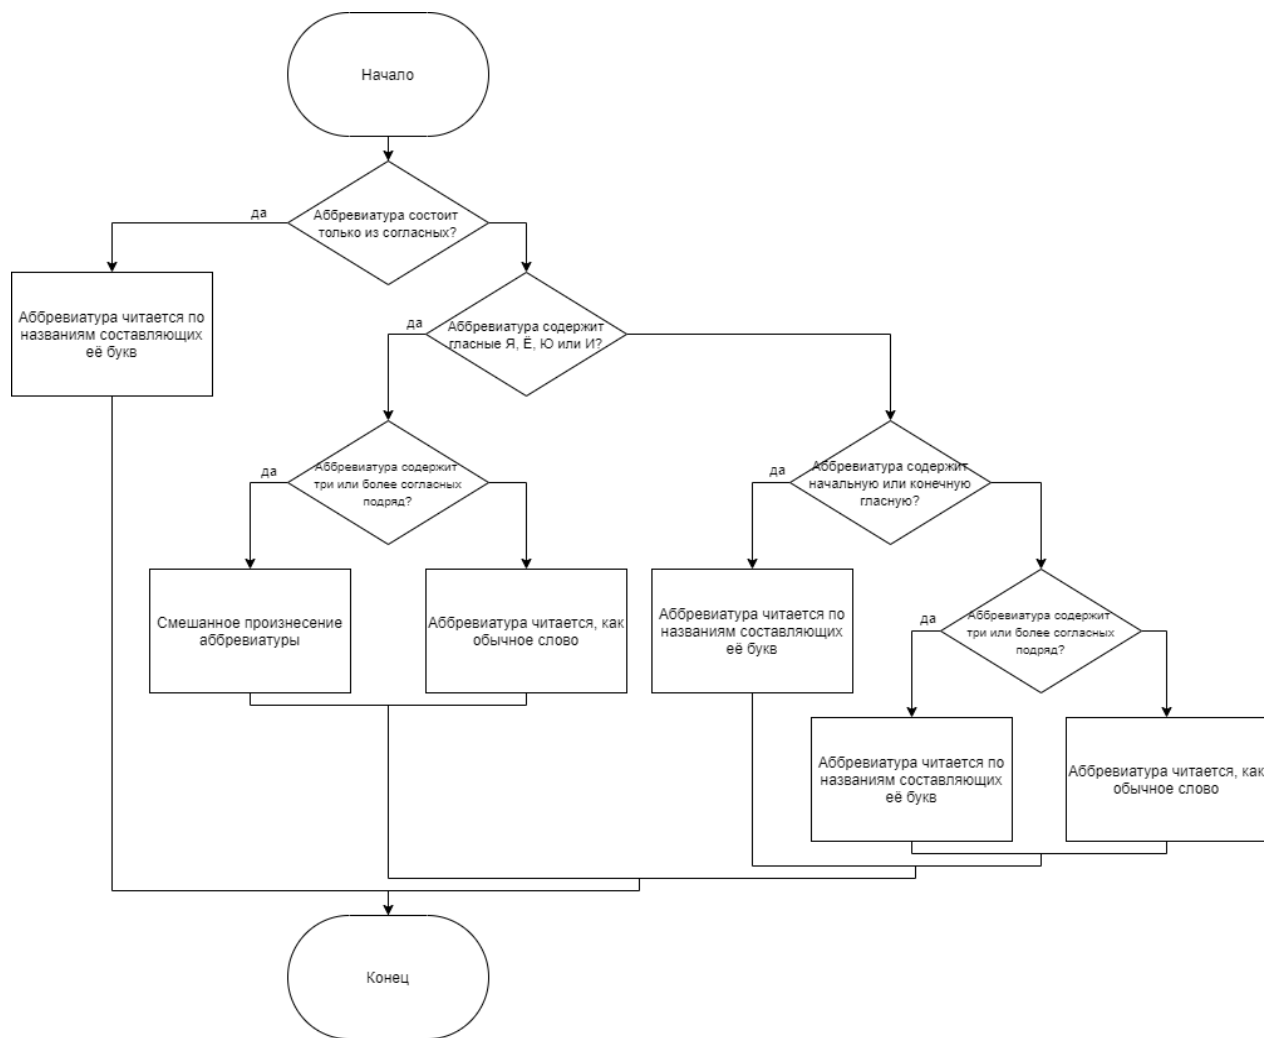 Начало
Аббревиатура состоит
только из согласных?
да
Аббревиатура читается по
названиям составляющих
её букв
Аббревиатура содержит
гласные Я, Ё, Ю или И?
да
Аббревиатура содержит
три или более согласных
подряд?
да
Аббревиатура содержит
начальную или конечную
гласную?
да
Смешанное произнесение
аббревиатуры
Аббревиатура читается, как
обычное слово
Аббревиатура читается по
названиям составляющих
её букв
Аббревиатура содержит
три или более согласных
подряд?
да
Аббревиатура читается по
названиям составляющих
её букв
Аббревиатура читается, как
обычное слово
Конец